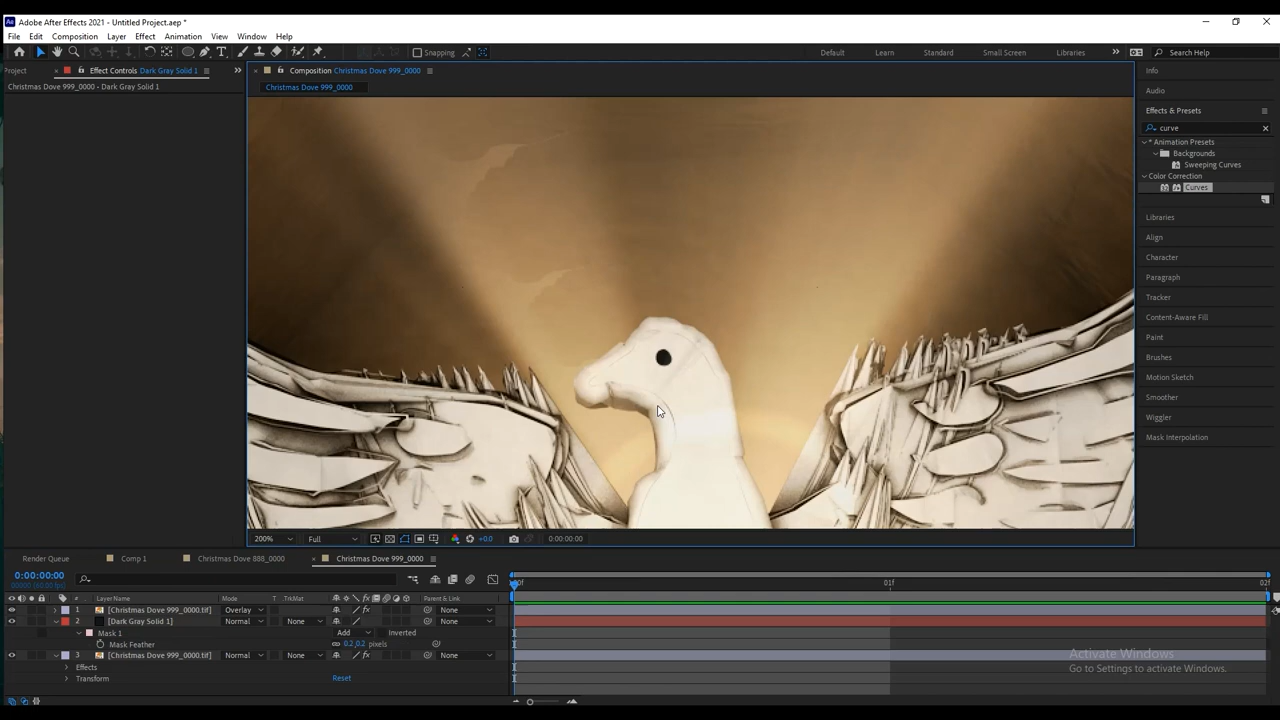 Adobe After Effects 2021 - Untitled Project.aep *
File Edit Composition Layer Effect Animation View Window Help
Snapping Default Learn Standard Small Screen Libraries Search Help
Project Effect Controls Dark Gray Solid 1 Composition Christmas Dove 999_0000 Info
Christmas Dove 999_0000 - Dark Gray Solid 1 Christmas Dove 999_0000
Audio
Effects & Presets
curve
* Animation Presets
Backgrounds
Sweeping Curves
Color Correction
Curves
Libraries
Align
Character
Paragraph
Tracker
Content-Aware Fill
Paint
Brushes
Motion Sketch
Smoother
Wiggler
Mask Interpolation
200% Full +0.0 0:00:00:00
Render Queue Comp 1 Christmas Dove 888_0000 Christmas Dove 999_0000
0:00:00:00 01f 02f
# Layer Name Mode T TrkMat Parent & Link
1 [Christmas Dove 999_0000.tif] Overlay None
2 [Dark Gray Solid 1] Normal None None
Mask 1 Add Inverted
Mask Feather 0.2,0.2 pixels
3 [Christmas Dove 999_0000.tif] Normal None None
Effects
Transform Reset
Activate Windows
Go to Settings to activate Windows.